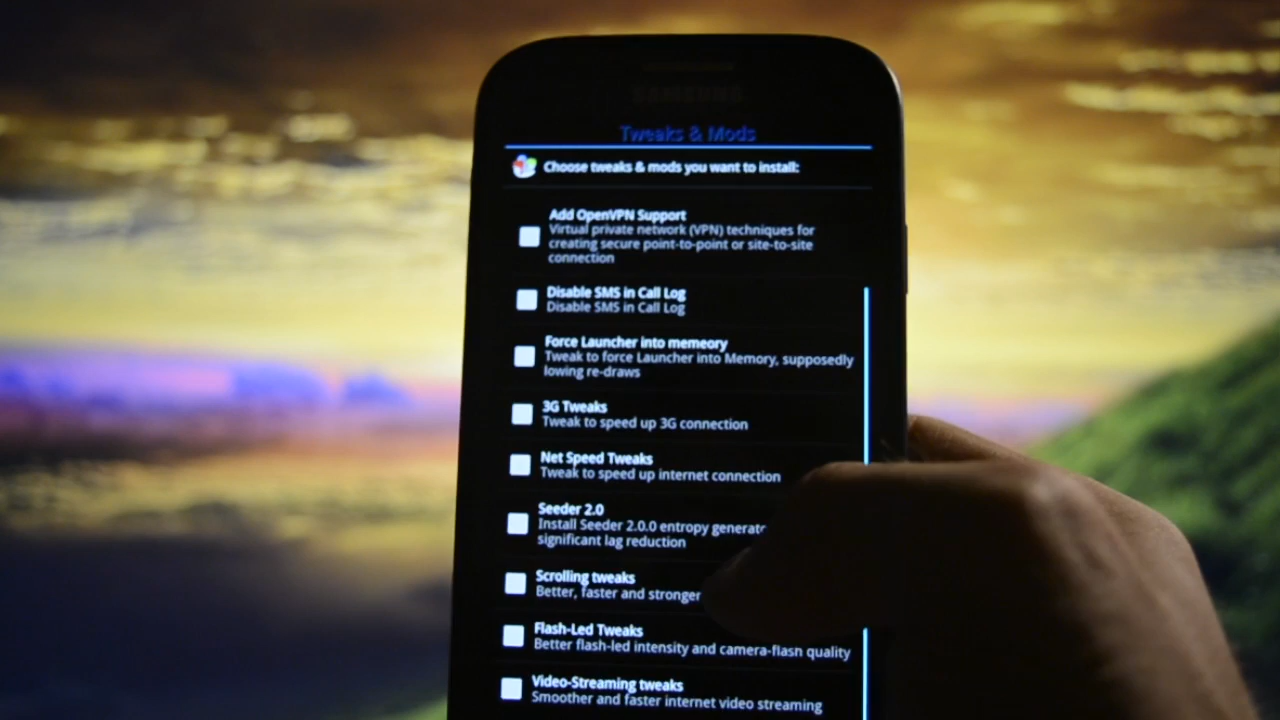 SAMSUNG
Tweaks & Mods
Choose tweaks & mods you want to install:
Add OpenVPN Support
Virtual private network (VPN) techniques for
creating secure point-to-point or site-to-site
connection
Disable SMS in Call Log
Disable SMS in Call Log
Force Launcher into memeory
Tweak to force Launcher into Memory, supposedly
lowing re-draws
3G Tweaks
Tweak to speed up 3G connection
Net Speed Tweaks
Tweak to speed up internet connection
Seeder 2.0
Install Seeder 2.0.0 entropy
significant lag reduction
Scrolling tweaks
Better, faster and stronger
Flash-Led Tweaks
Better flash-led intensity and camera-flash quality
Video-Streaming tweaks
Smoother and faster internet video streaming